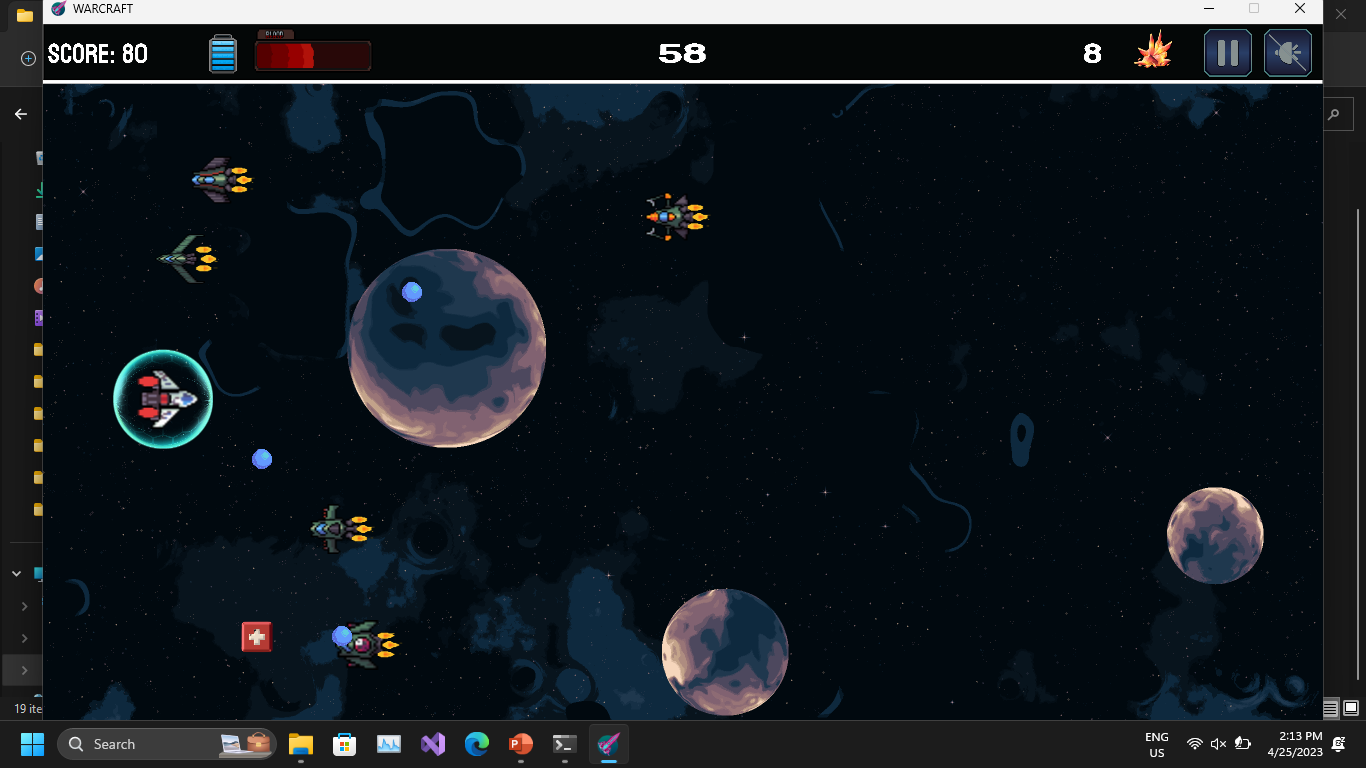 WARCRAFT
SCORE: 80
58
8
19 ite
Search
ENG
US
2:13 PM
4/25/2023